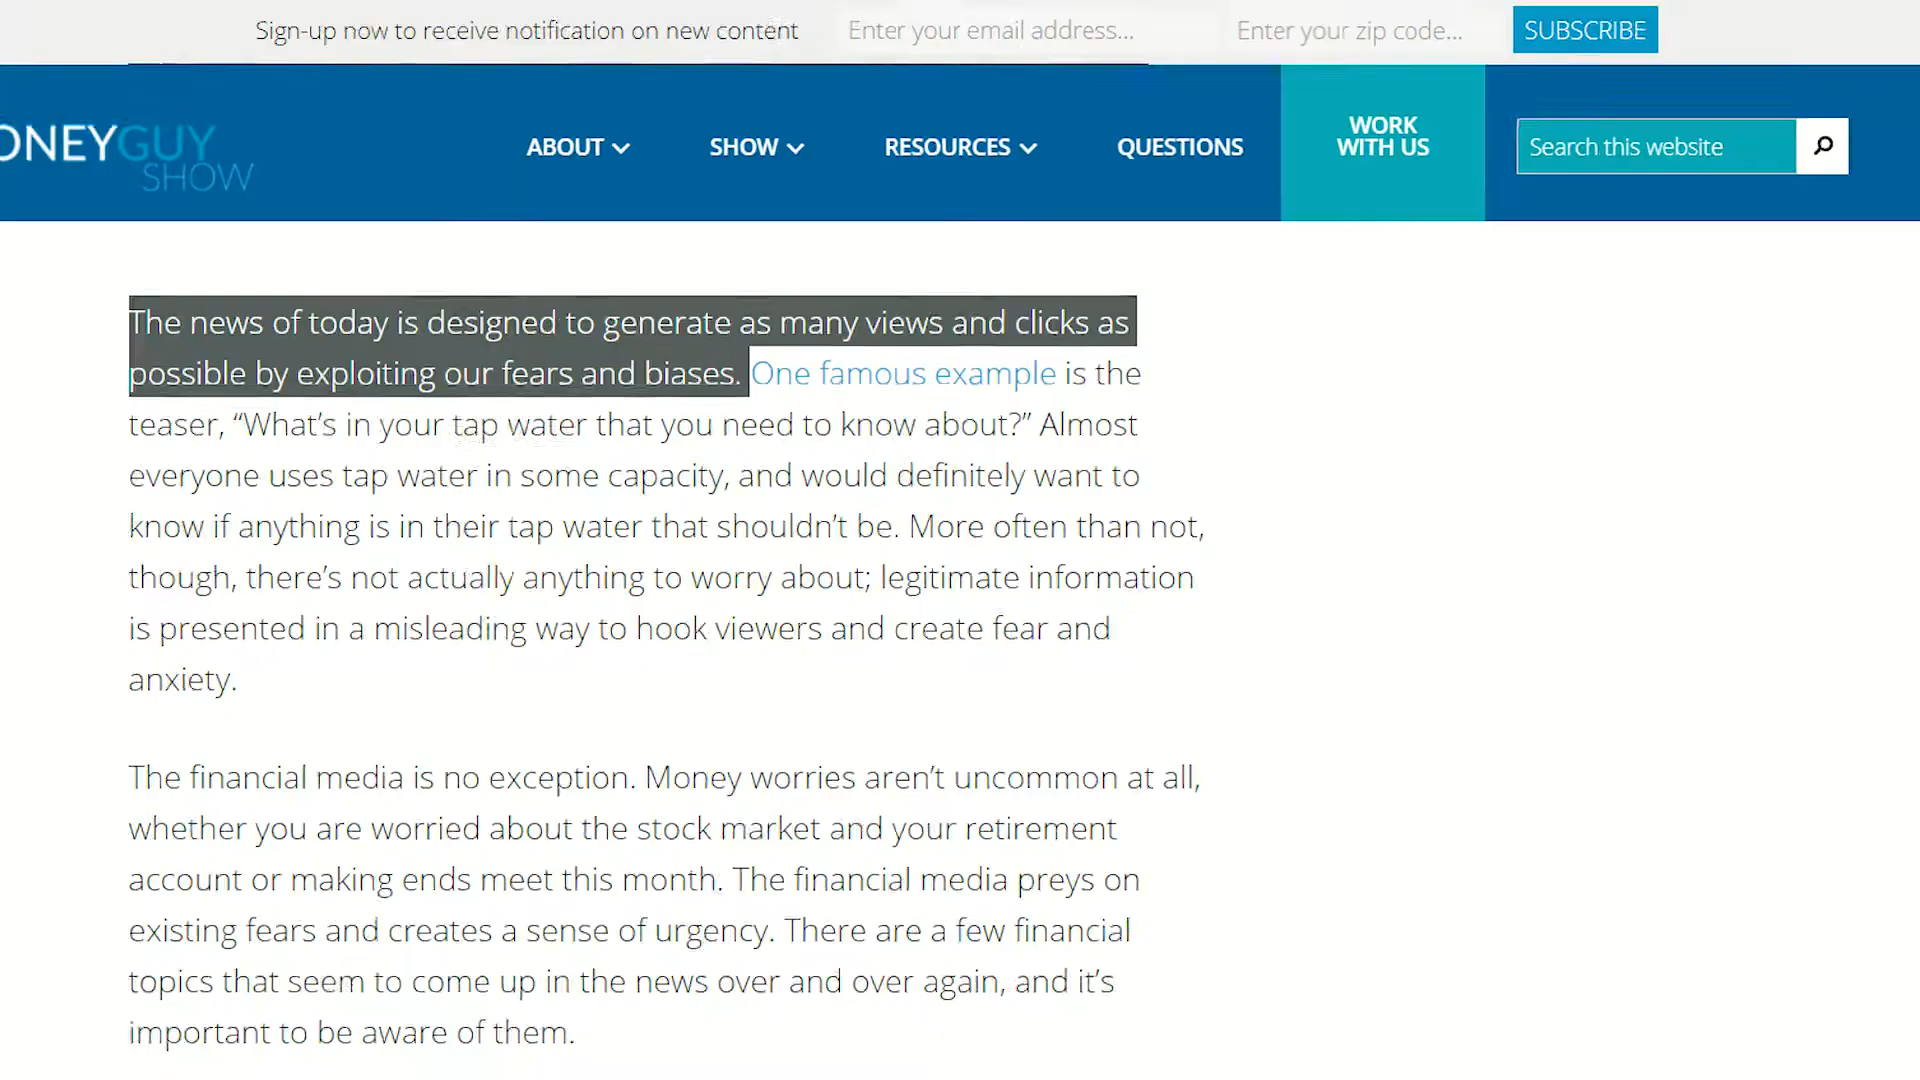 Sign-up now to receive notification on new content
Enter your email address...
Enter your zip code...
SUBSCRIBE
ONEYGUY
SHOW
ABOUT
SHOW
RESOURCES
QUESTIONS
WORK
WITH US
Search this website
The news of today is designed to generate as many views and clicks as
possible by exploiting our fears and biases. One famous example is the
teaser, “What’s in your tap water that you need to know about?” Almost
everyone uses tap water in some capacity, and would definitely want to
know if anything is in their tap water that shouldn’t be. More often than not,
though, there’s not actually anything to worry about; legitimate information
is presented in a misleading way to hook viewers and create fear and
anxiety.
The financial media is no exception. Money worries aren’t uncommon at all,
whether you are worried about the stock market and your retirement
account or making ends meet this month. The financial media preys on
existing fears and creates a sense of urgency. There are a few financial
topics that seem to come up in the news over and over again, and it’s
important to be aware of them.